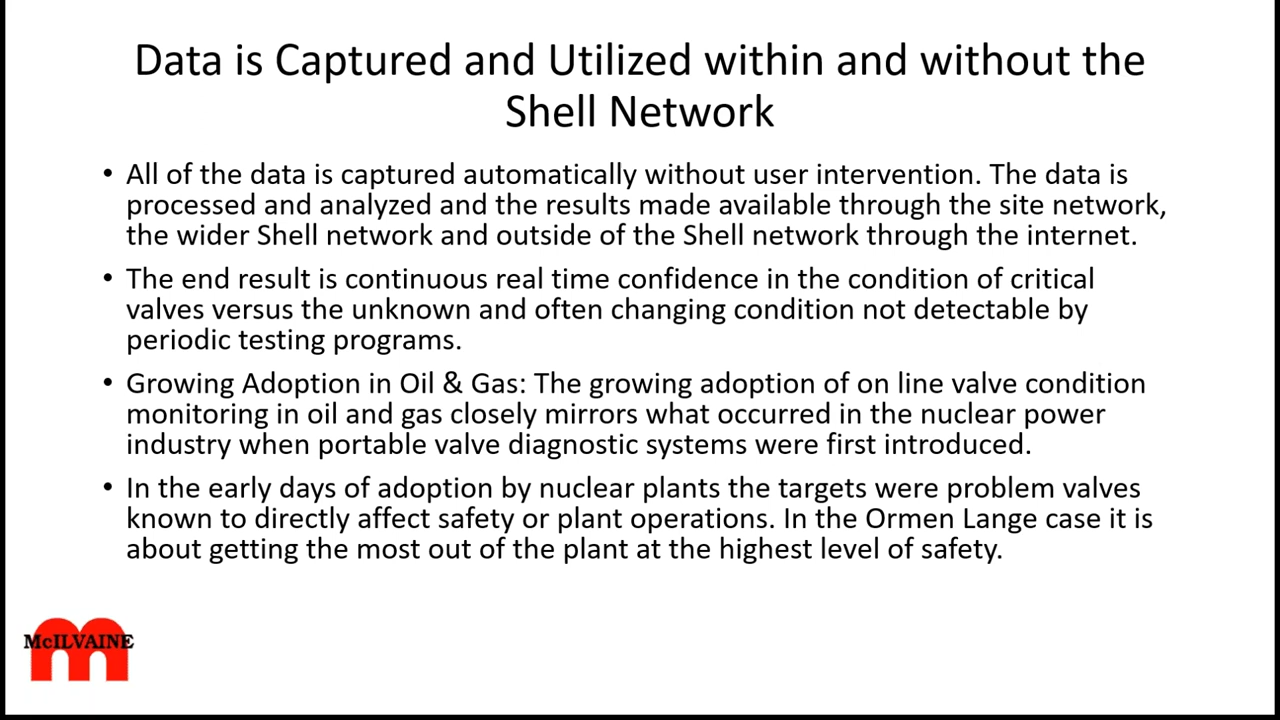 Data is Captured and Utilized within and without the
Shell Network
• All of the data is captured automatically without user intervention. The data is
processed and analyzed and the results made available through the site network,
the wider Shell network and outside of the Shell network through the internet.
• The end result is continuous real time confidence in the condition of critical
valves versus the unknown and often changing condition not detectable by
periodic testing programs.
• Growing Adoption in Oil & Gas: The growing adoption of on line valve condition
monitoring in oil and gas closely mirrors what occurred in the nuclear power
industry when portable valve diagnostic systems were first introduced.
• In the early days of adoption by nuclear plants the targets were problem valves
known to directly affect safety or plant operations. In the Ormen Lange case it is
about getting the most out of the plant at the highest level of safety.
McILVAINE